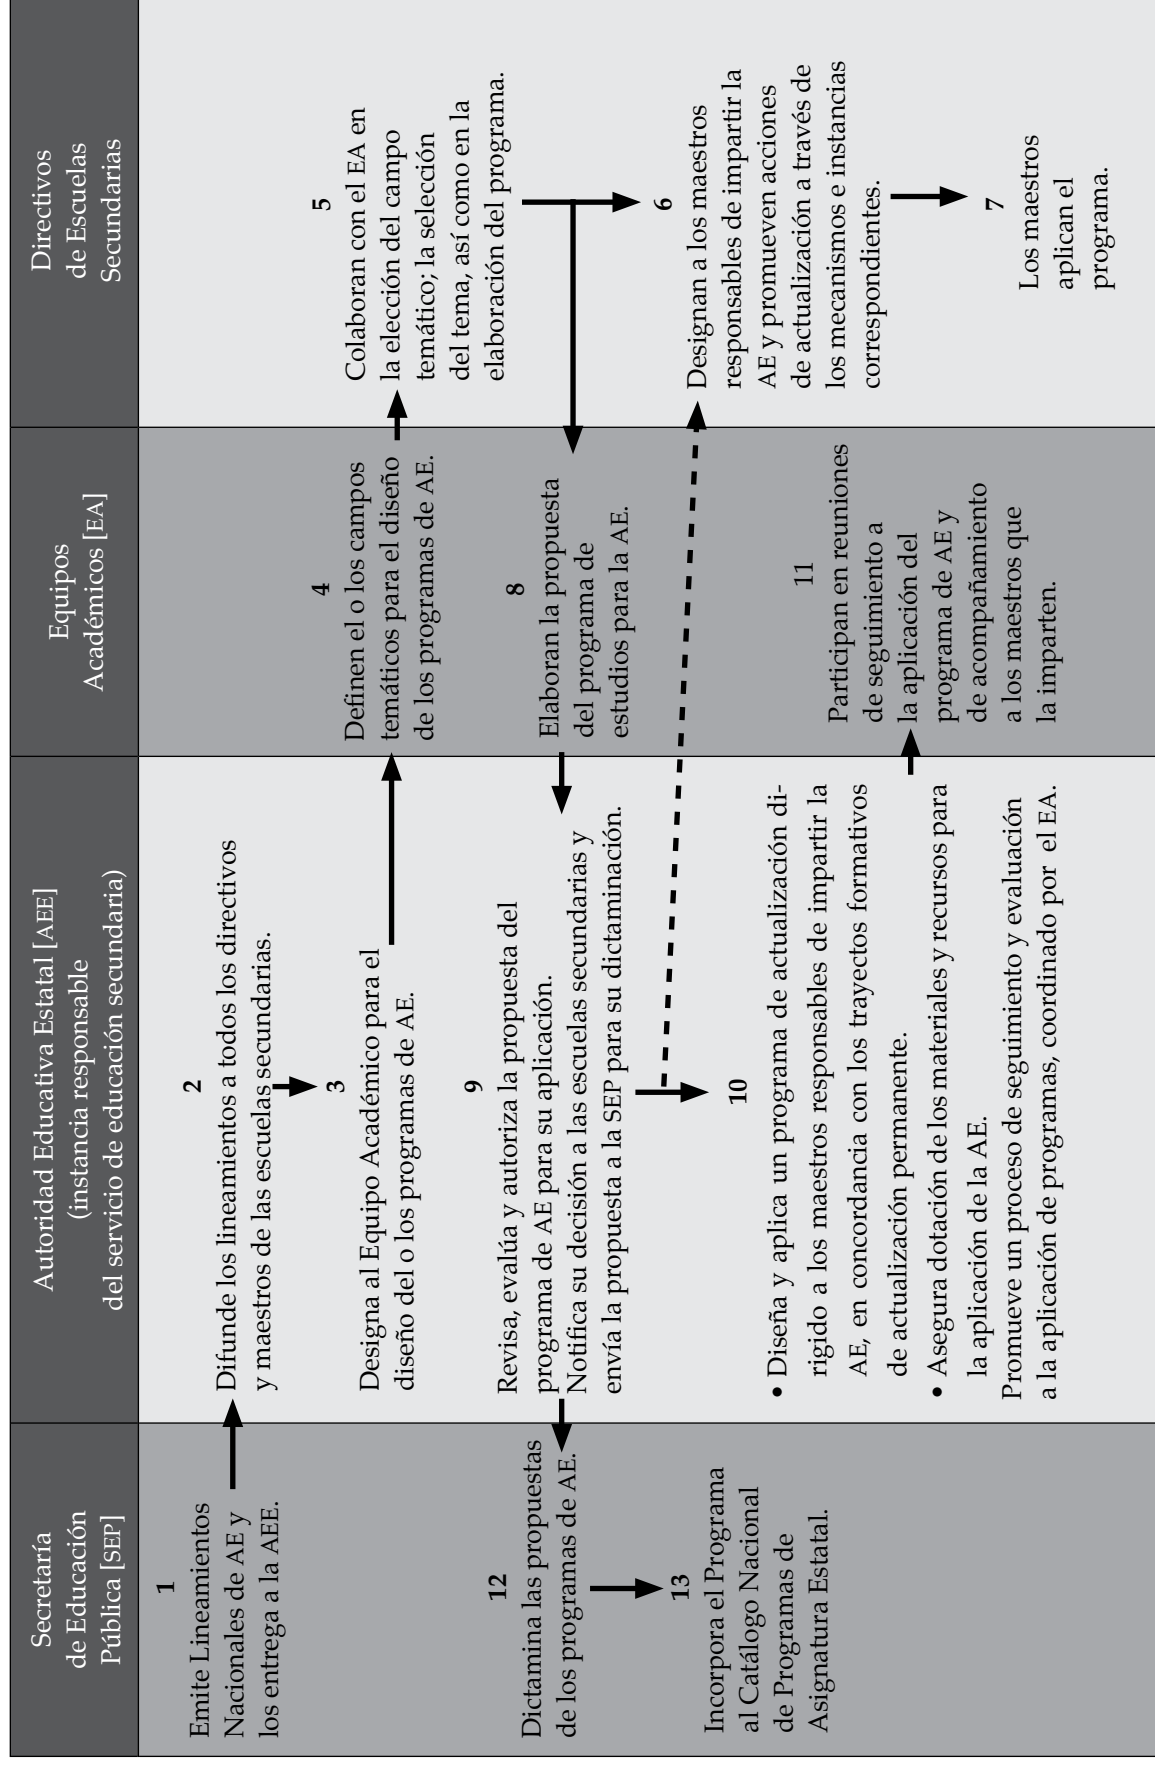 Secretaría
de Educación
Pública [SEP]
Autoridad Educativa Estatal [AEE]
(instancia responsable
del servicio de educación secundaria)
Equipos
Académicos [EA]
Directivos
de Escuelas
Secundarias
1
Emite Lineamientos
Nacionales de AE y
los entrega a la AEE.
2
Difunde los lineamientos a todos los directivos
y maestros de las escuelas secundarias.
3
Designa al Equipo Académico para el
diseño del o los programas de AE.
4
Definen el o los campos
temáticos para el diseño
de los programas de AE.
5
Colaboran con el EA en
la elección del campo
temático; la selección
del tema, así como en la
elaboración del programa.
6
Designan a los maestros
responsables de impartir la
AE y promueven acciones
de actualización a través de
los mecanismos e instancias
correspondientes.
7
Los maestros
aplican el
programa.
8
Elaboran la propuesta
del programa de
estudios para la AE.
9
Revisa, evalúa y autoriza la propuesta del
programa de AE para su aplicación.
Notifica su decisión a las escuelas secundarias y
envía la propuesta a la SEP para su dictaminación.
10
• Diseña y aplica un programa de actualización di-
rigido a los maestros responsables de impartir la
AE, en concordancia con los trayectos formativos
de actualización permanente.
• Asegura dotación de los materiales y recursos para
la aplicación de la AE.
Promueve un proceso de seguimiento y evaluación
a la aplicación de programas, coordinado por el EA.
11
Participan en reuniones
de seguimiento a
la aplicación del
programa de AE y
de acompañamiento
a los maestros que
la imparten.
12
Dictamina las propuestas
de los programas de AE.
13
Incorpora el Programa
al Catálogo Nacional
de Programas de
Asignatura Estatal.